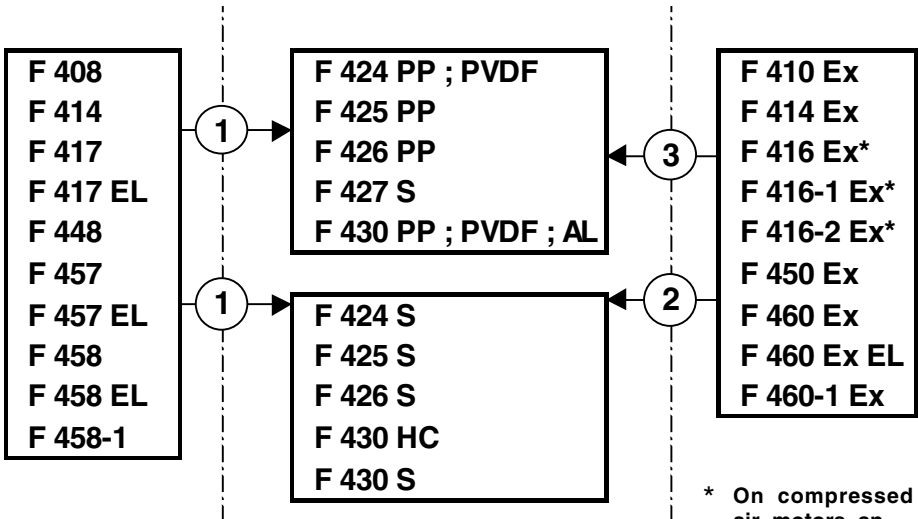 F 408
F 414
F 417
F 417 EL
F 448
F 457
F 457 EL
F 458
F 458 EL
F 458-1
1
1
F 424 PP ; PVDF
F 425 PP
F 426 PP
F 427 S
F 430 PP ; PVDF ; AL
F 424 S
F 425 S
F 426 S
F 430 HC
F 430 S
3
2
F 410 Ex
F 414 Ex
F 416 Ex*
F 416-1 Ex*
F 416-2 Ex*
F 450 Ex
F 460 Ex
F 460 Ex EL
F 460-1 Ex
* On compressed
air motors an